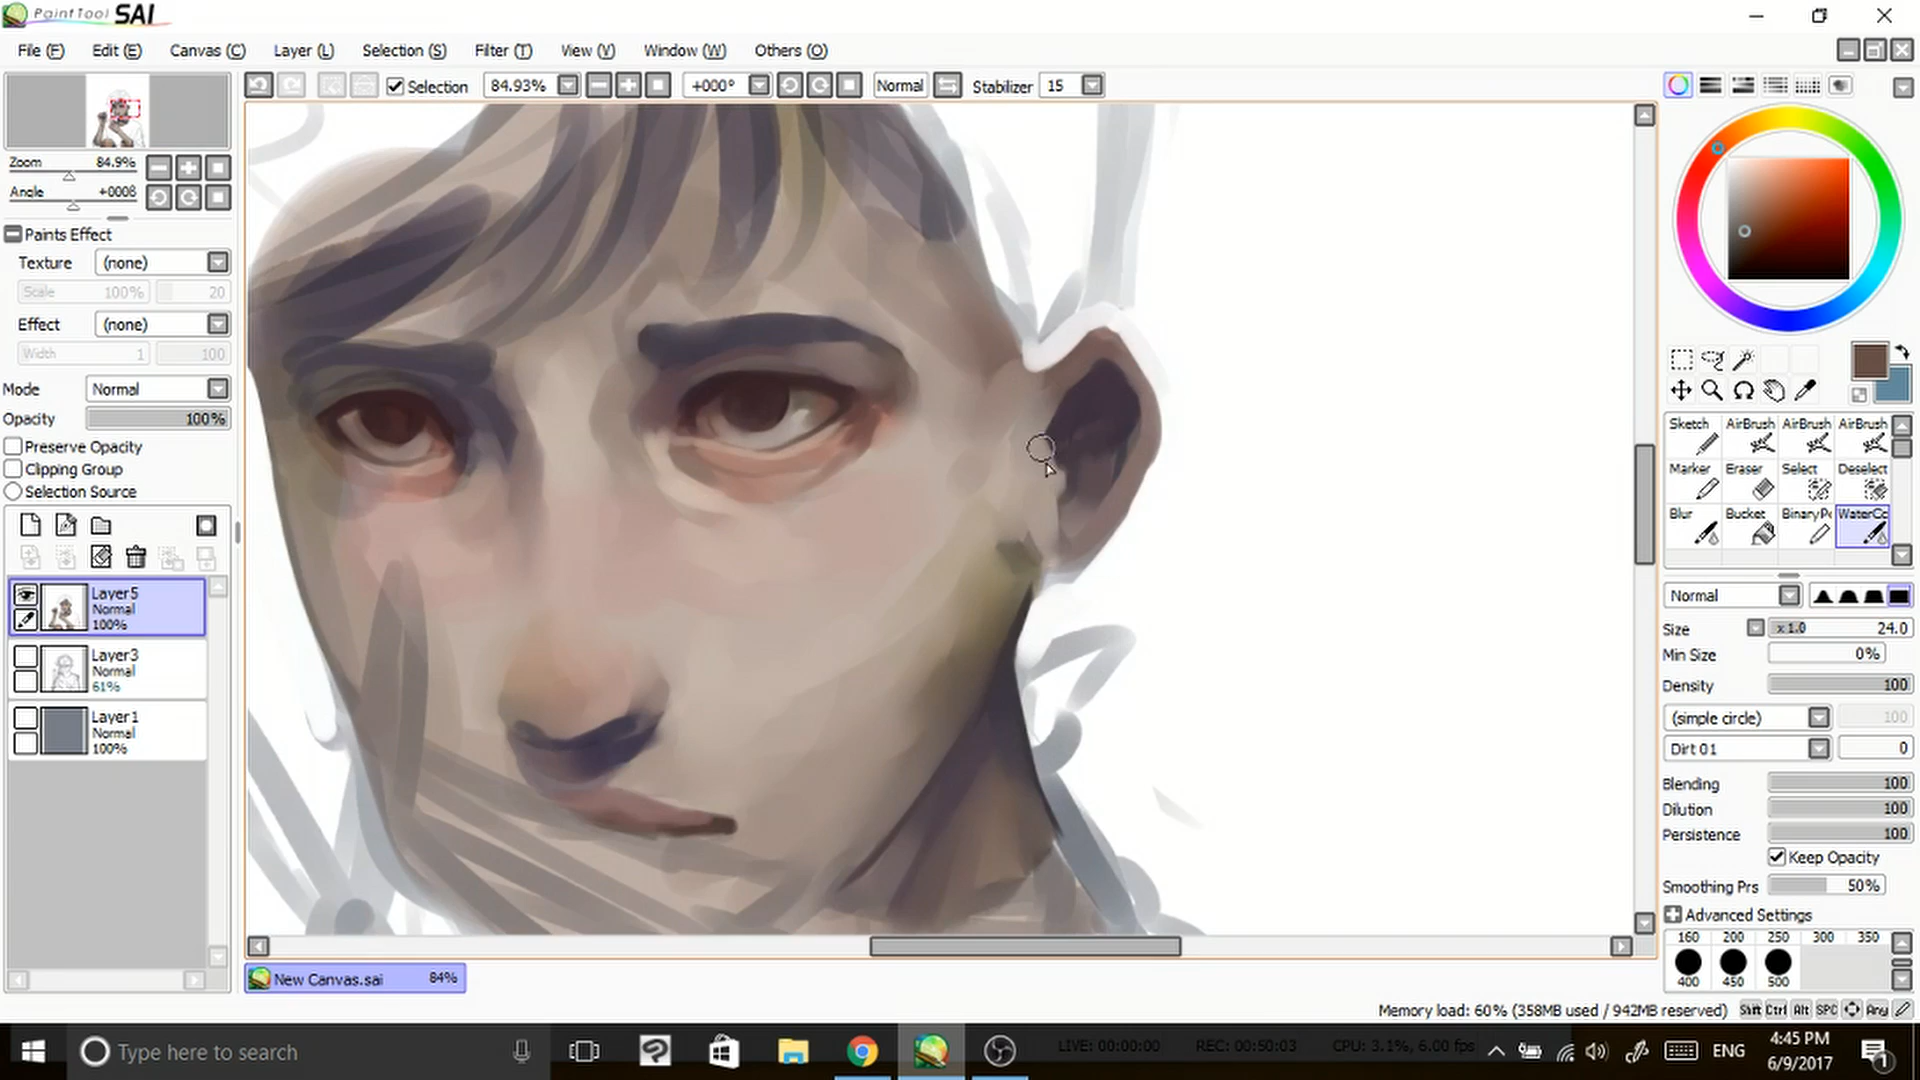 PaintTool SAI
File (F) Edit (E) Canvas (C) Layer (L) Selection (S) Filter (T) View (V) Window (W) Others (O)
Selection 84.93% +000° Normal Stabilizer 15
Zoom 84.9%
Angle +000ß
Paints Effect
Texture (none)
Scale 100% 20
Effect (none)
Width 1 100
Mode Normal
Opacity 100%
Preserve Opacity
Clipping Group
Selection Source
Layer5
Normal
100%
Layer3
Normal
61%
Layer1
Normal
100%
Sketch AirBrush AirBrush AirBrush
Marker Eraser Select Deselect
Blur Bucket BinaryPe WaterCo
Normal
Size x 1.0 24.0
Min Size 0%
Density 100
(simple circle) 100
Dirt 01 0
Blending 100
Dilution 100
Persistence 100
Keep Opacity
Smoothing Prs 50%
Advanced Settings
160 200 250 300 350
400 450 500
New Canvas.sai 84%
Memory load: 60% (358MB used / 942MB reserved) Shift Ctrl Alt SPC Any
Type here to search
LIVE: 00:00:00 REC: 00:50:03 CPU: 3.1%, 6.00 fps
ENG
4:45 PM
6/9/2017
1